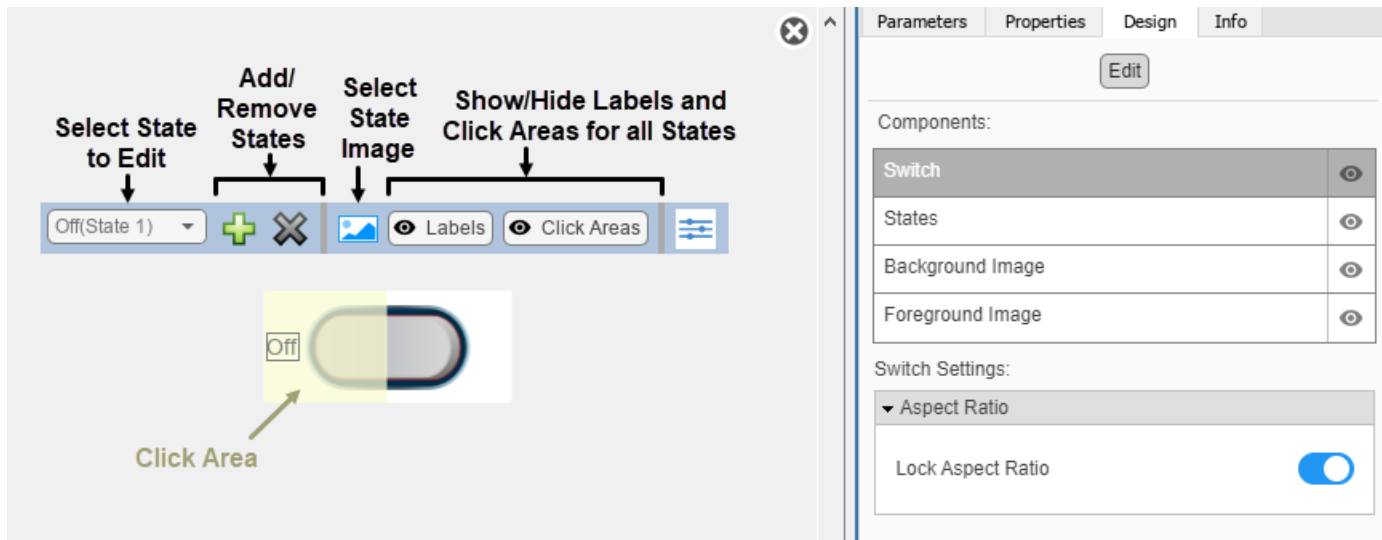 Parameters
Properties
Design
Info
Edit
Add/
Remove
States
Select
State
Image
Show/Hide Labels and
Click Areas for all States
Select State
to Edit
Off(State 1)
Labels
Click Areas
Off
Click Area
Components:
Switch
States
Background Image
Foreground Image
Switch Settings:
Aspect Ratio
Lock Aspect Ratio